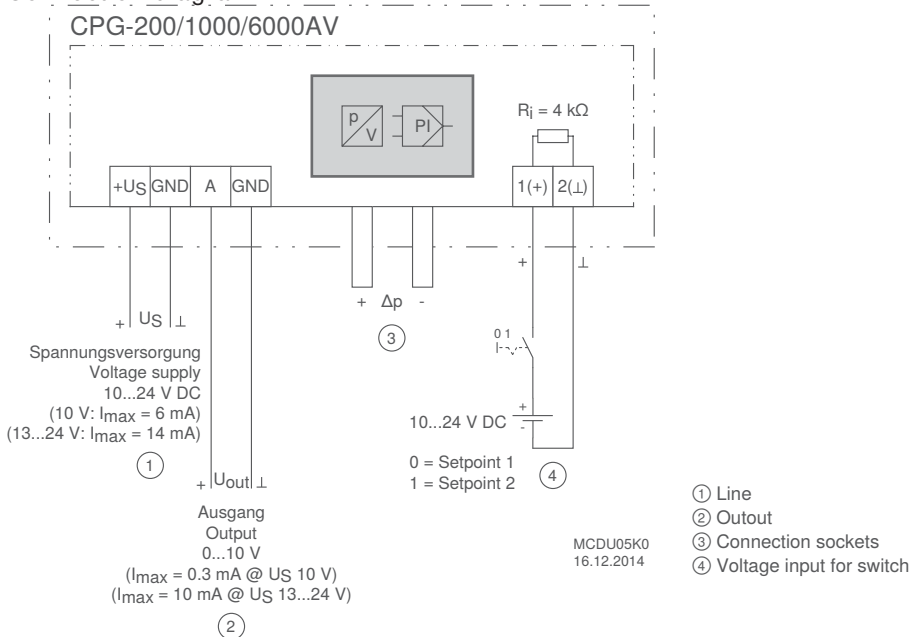 CPG-200/1000/6000AV
p
V
PI
Ri = 4 kΩ
+US GND A GND
1(+) 2(⊥)
+ ⊥
+ US ⊥
+ Δp -
3
Spannungsversorgung
Voltage supply
10...24 V DC
(10 V: Imax = 6 mA)
(13...24 V: Imax = 14 mA)
1
0 1
+
10...24 V DC
-
0 = Setpoint 1
1 = Setpoint 2
4
+ Uout ⊥
Ausgang
Output
0...10 V
(Imax = 0.3 mA @ US 10 V)
(Imax = 10 mA @ US 13...24 V)
2
MCDU05K0
16.12.2014
① Line
② Outout
③ Connection sockets
④ Voltage input for switch